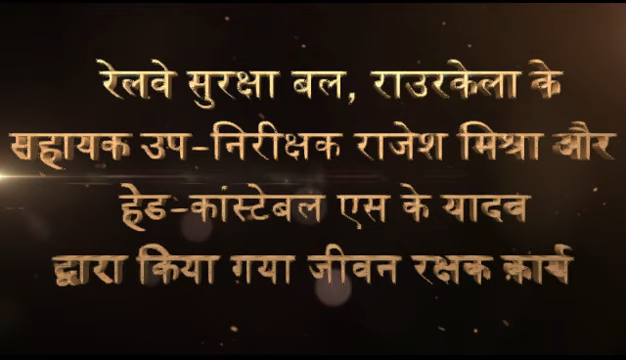 रेलवे सुरक्षा बल, राउरकेला के
सहायक उप-निरीक्षक राजेश मिश्रा और
हेड-कांस्टेबल एस के यादव
द्वारा किया गया जीवन रक्षक कार्य